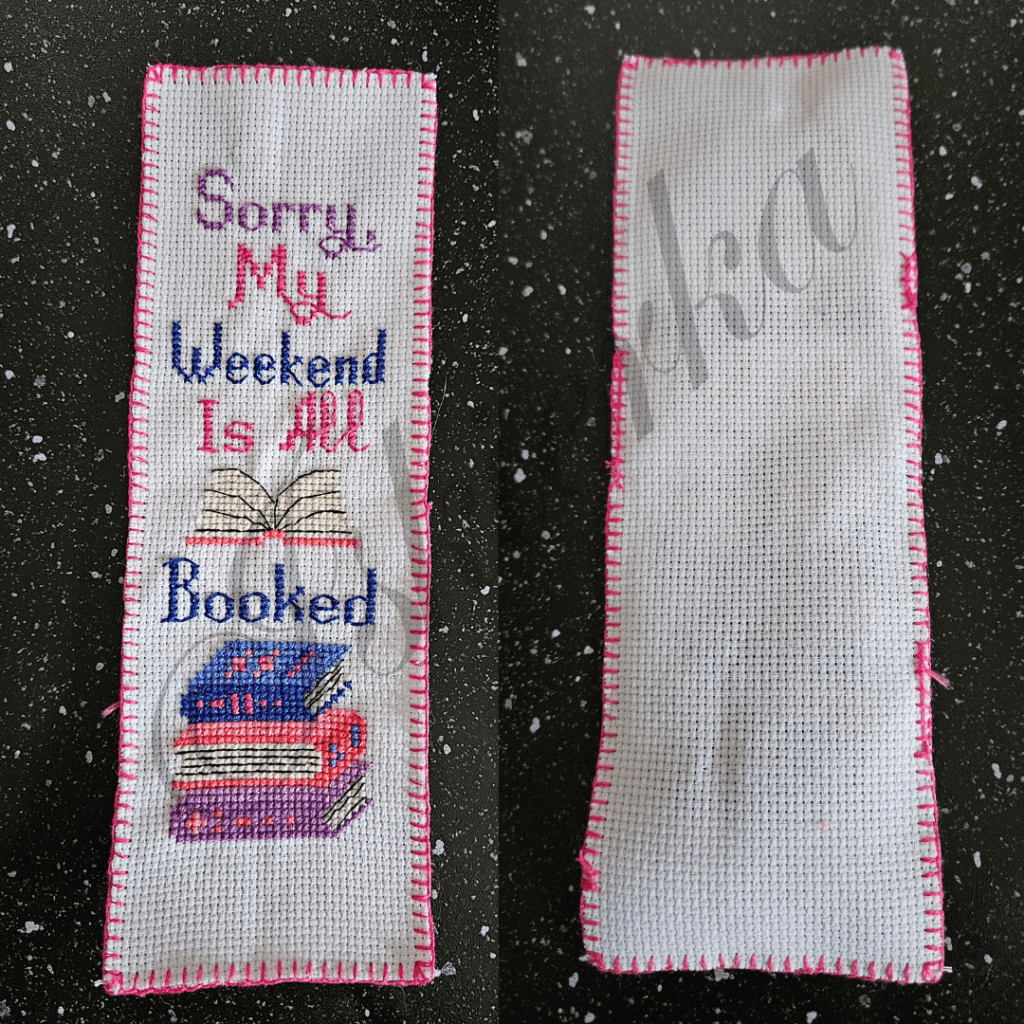 Sorry,
My
Weekend
Is All
Booked